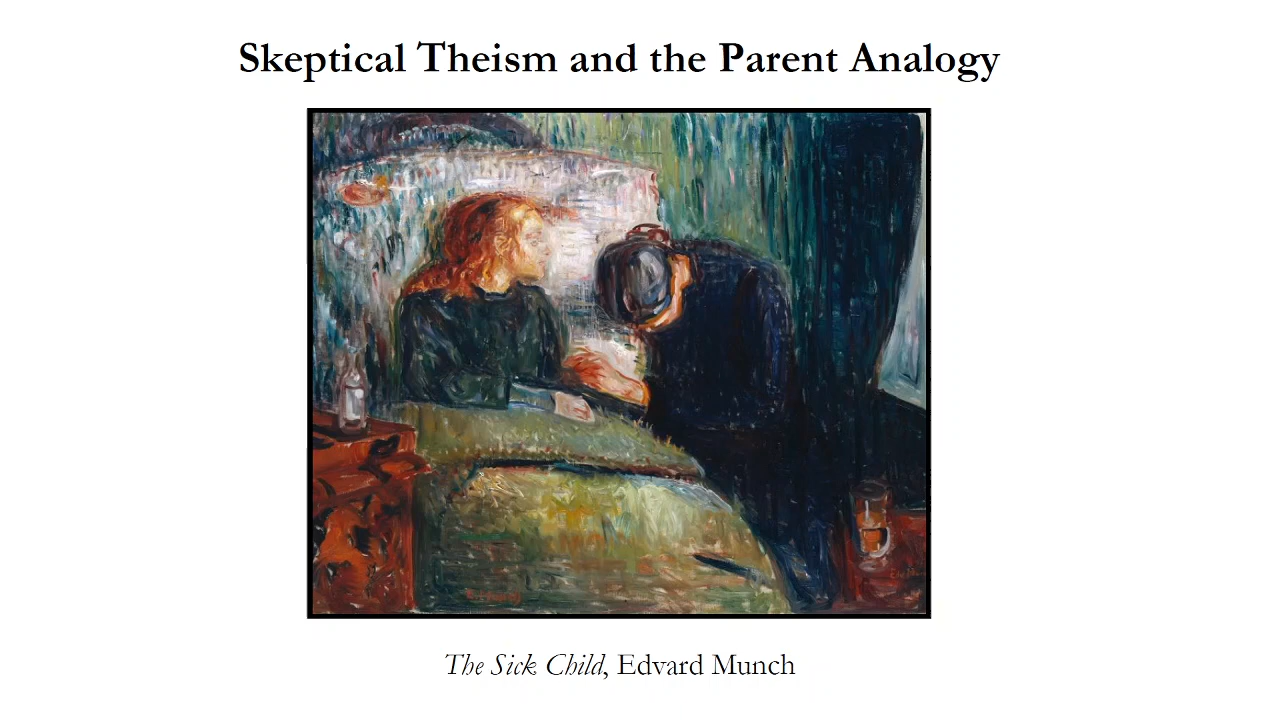 Skeptical Theism and the Parent Analogy
The Sick Child, Edvard Munch